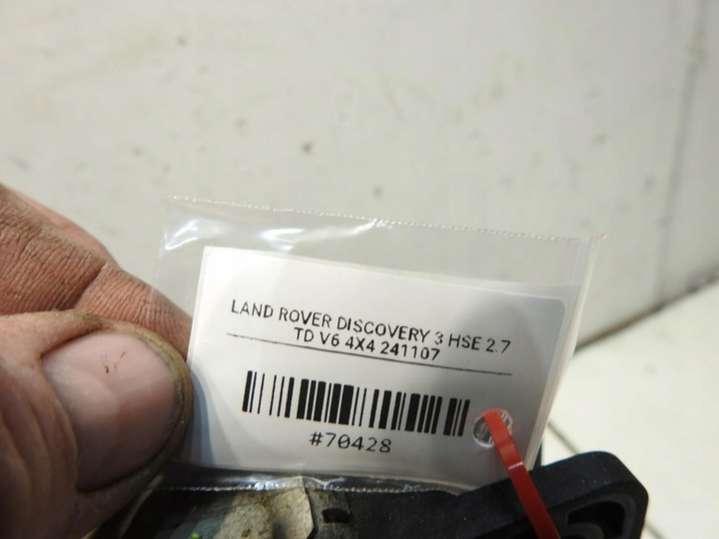 LAND ROVER DISCOVERY 3 HSE 2.7
TD V6 4X4 241107
#70428